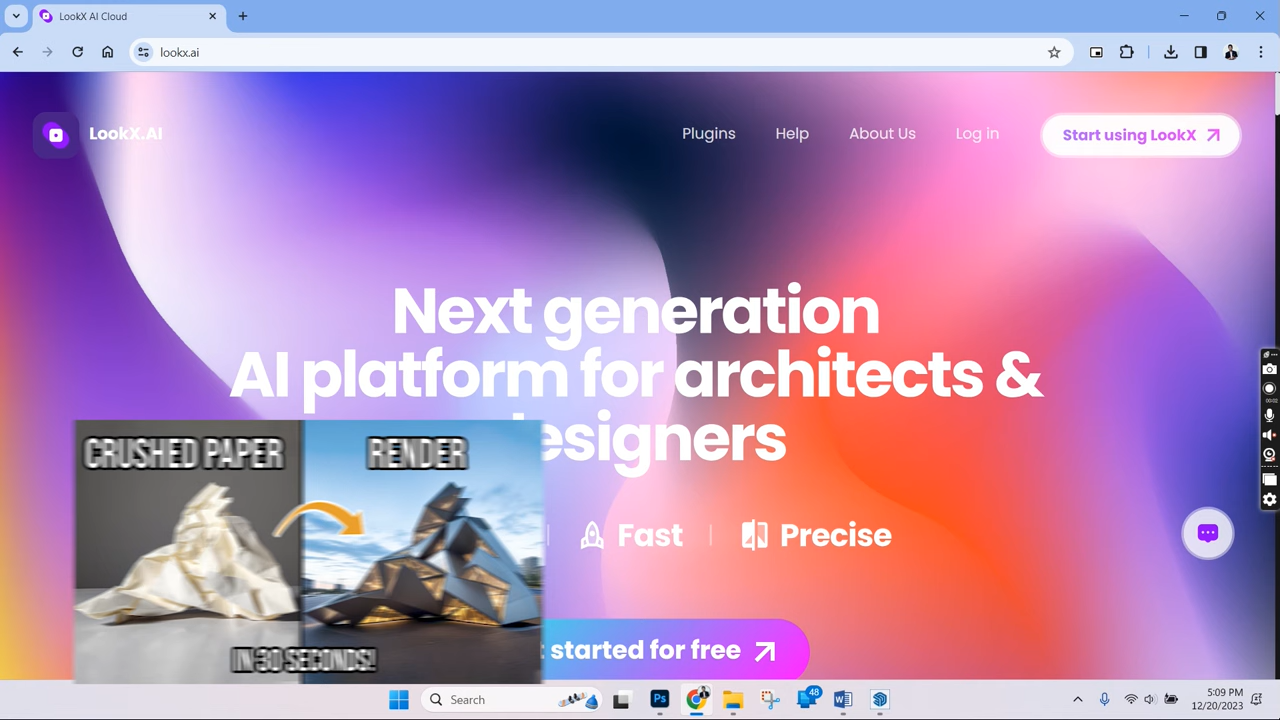 LookX AI Cloud
lookx.ai
LookX.AI
Plugins
Help
About Us
Log in
Start using LookX
Next generation
AI platform for architects &
esigners
Fast
Precise
CRUSHED PAPER
RENDER
IN 30 SECONDS!
started for free
Search
Ps
48
5:09 PM
12/20/2023